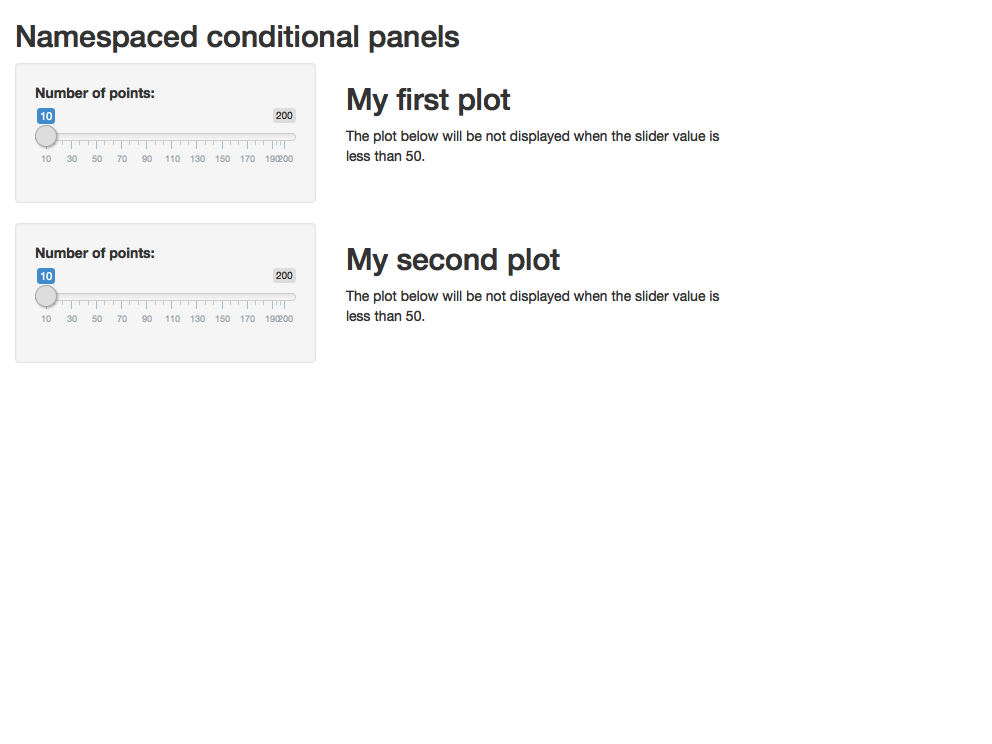 Namespaced conditional panels
Number of points:
10 200
10 30 50 70 90 110 130 150 170 190 200
My first plot
The plot below will be not displayed when the slider value is
less than 50.
Number of points:
10 200
10 30 50 70 90 110 130 150 170 190 200
My second plot
The plot below will be not displayed when the slider value is
less than 50.